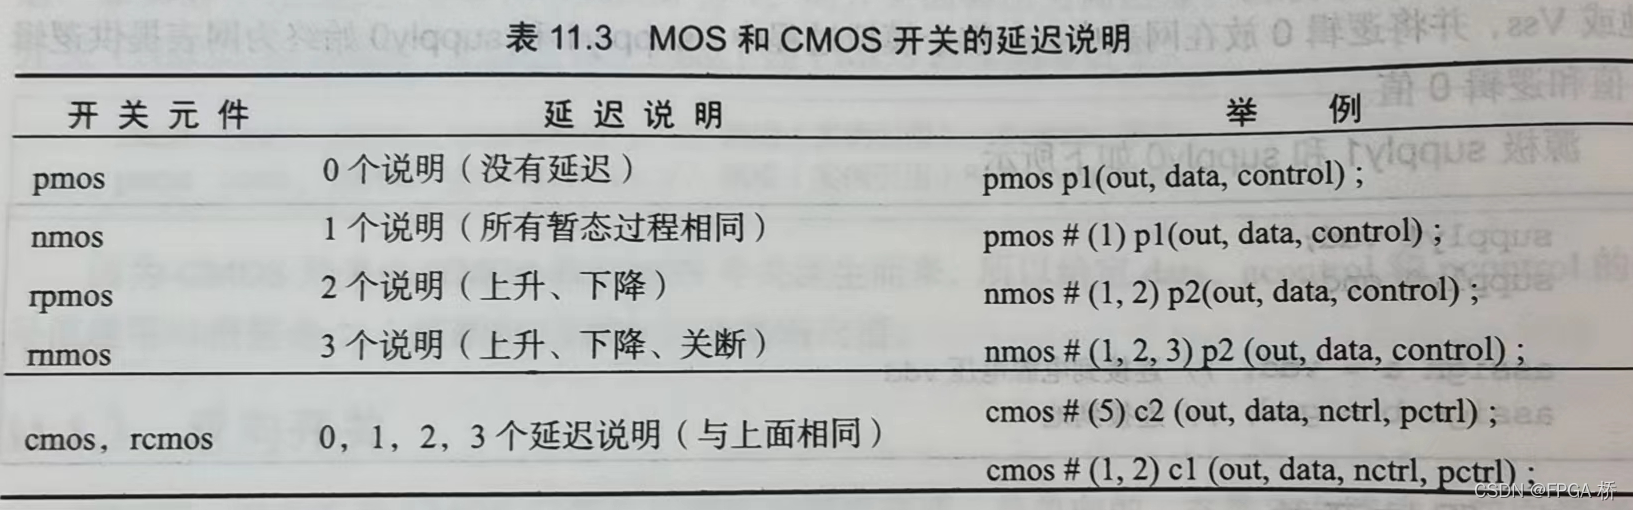 表 11.3 MOS 和 CMOS 开关的延迟说明
开关元件 延迟说明 举 例
pmos 0 个说明（没有延迟） pmos p1(out, data, control) ;
nmos 1 个说明（所有暂态过程相同） pmos # (1) p1(out, data, control) ;
rpmos 2 个说明（上升、下降） nmos # (1, 2) p2(out, data, control) ;
rnmos 3 个说明（上升、下降、关断） nmos # (1, 2, 3) p2 (out, data, control) ;
cmos # (5) c2 (out, data, nctrl, pctrl) ;
cmos，rcmos 0，1，2，3 个延迟说明（与上面相同）
cmos # (1, 2) c1 (out, data, nctrl, pctrl) ;
CSDN @FPGA 桥